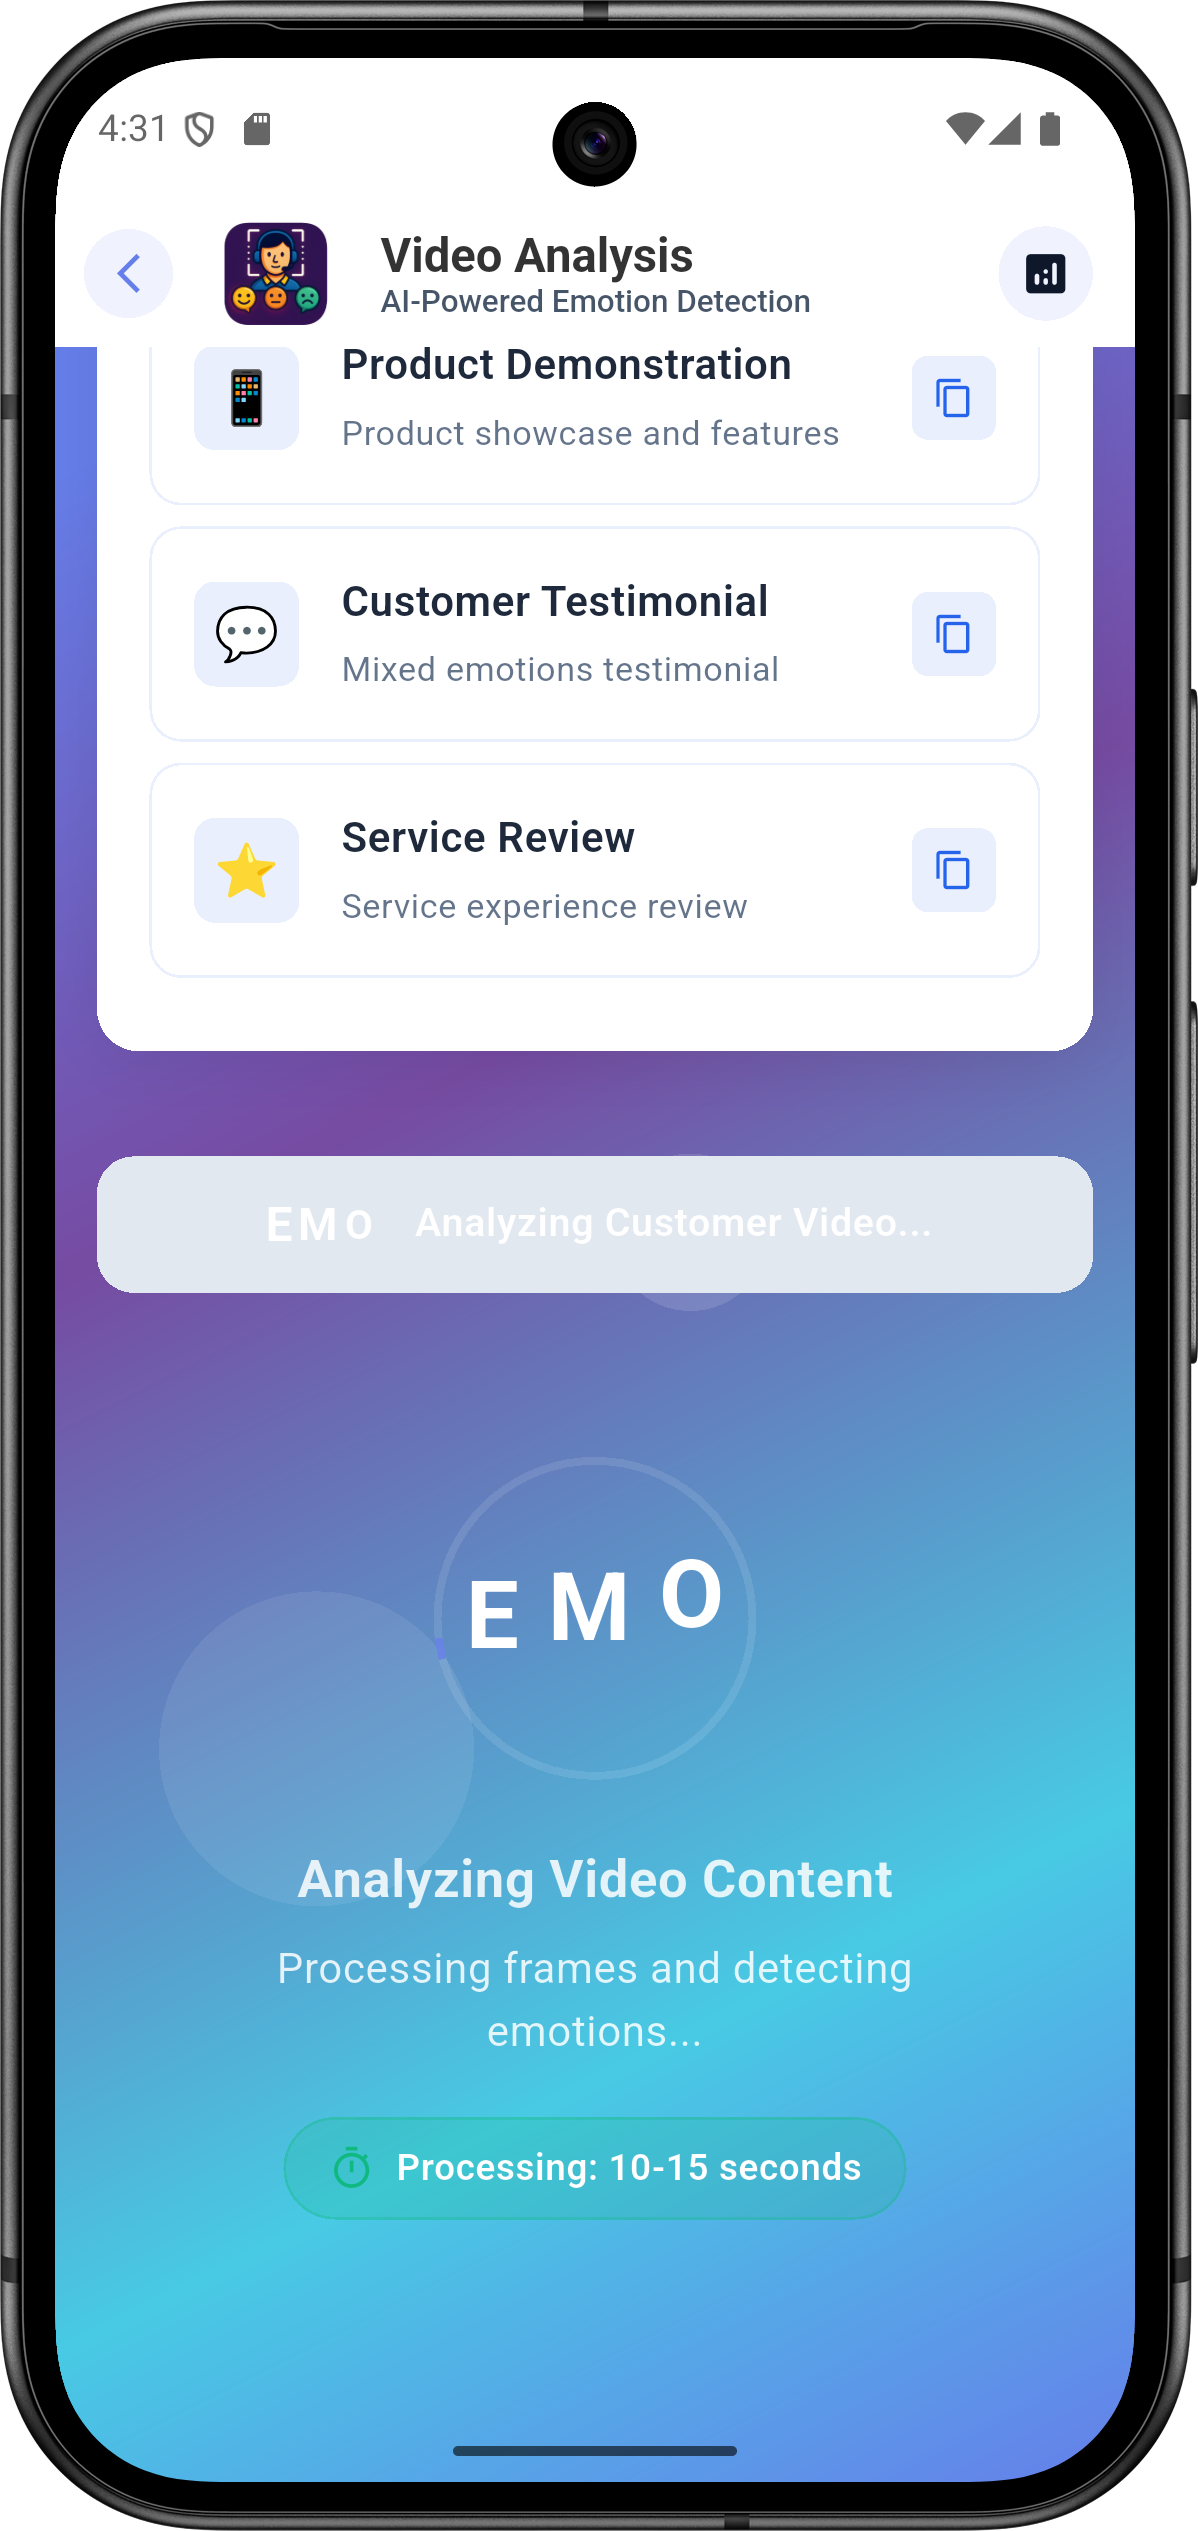 4:31
Video Analysis
AI-Powered Emotion Detection
Product Demonstration
Product showcase and features
Customer Testimonial
Mixed emotions testimonial
Service Review
Service experience review
EMO Analyzing Customer Video...
EMO
Analyzing Video Content
Processing frames and detecting
emotions...
Processing: 10-15 seconds